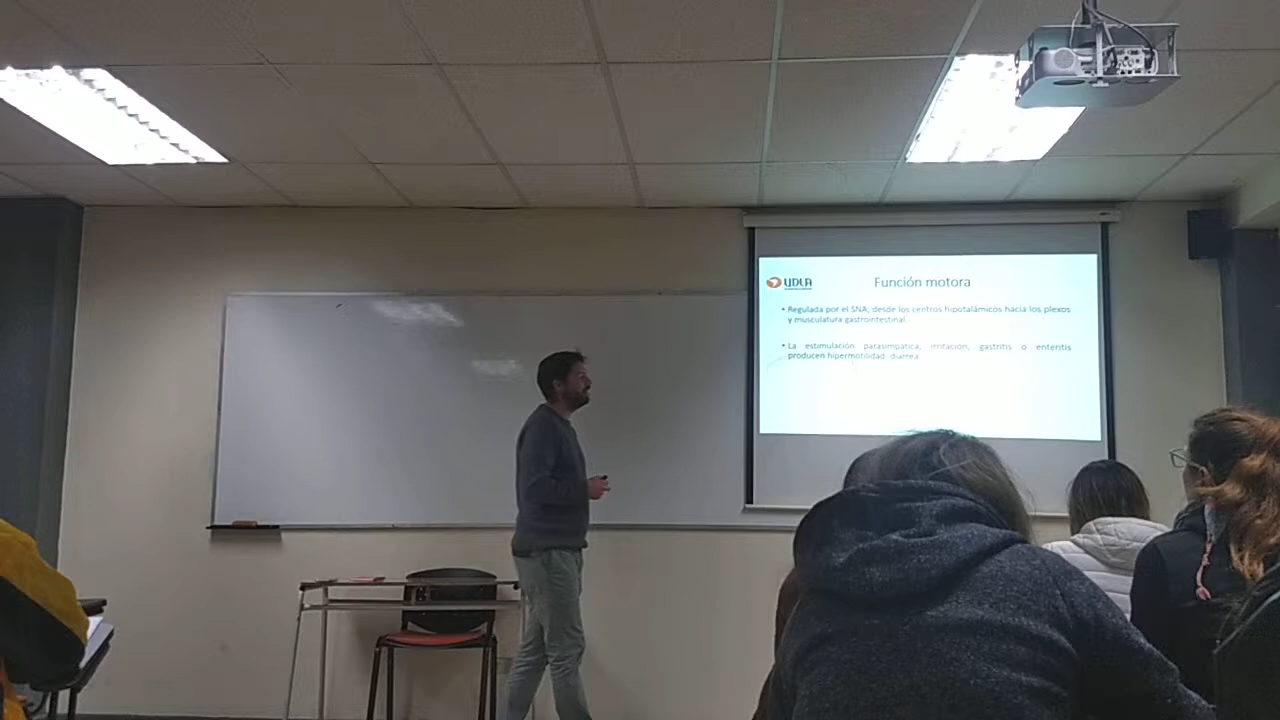 UDLA
Función motora
• Regulada por el SNA, desde los centros hipotalámicos hacia los plexos
y musculatura gastrointestinal.
• La estimulación parasimpática, irritación, gastritis o enteritis
producen hipermotilidad: diarrea